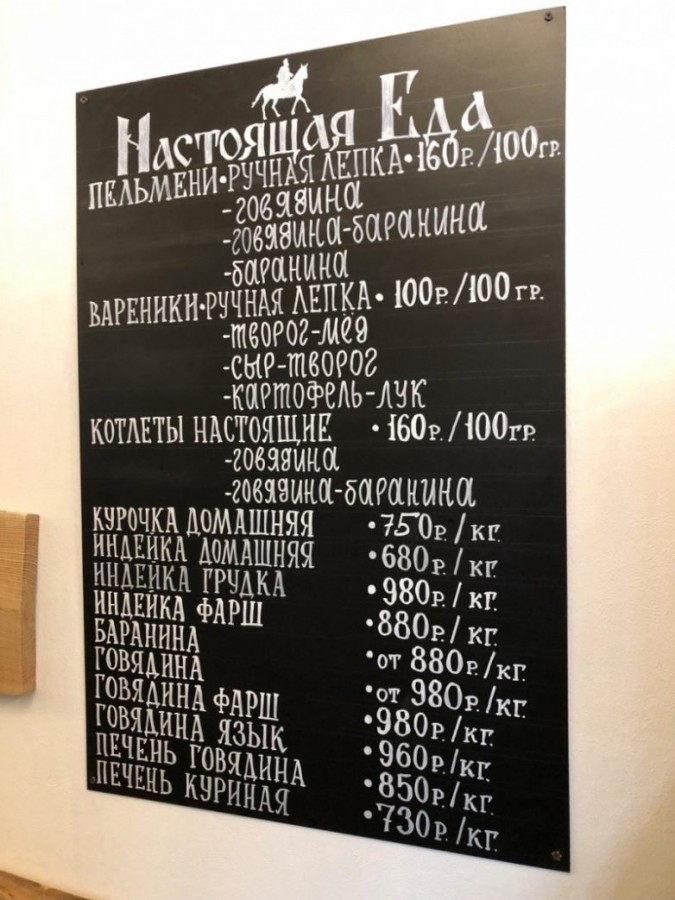 Настоящая Еда
ПЕЛЬМЕНИ•РУЧНАЯ ЛЕПКА•160Р./100ГР.
-говядина
-говядина-баранина
-баранина
ВАРЕНИКИ•РУЧНАЯ ЛЕПКА• 100Р./100 ГР.
-творог-мёд
-сыр-творог
-картофель-лук
КОТЛЕТЫ НАСТОЯЩИЕ •160Р./100ГР.
-говядина
-говядина-баранина
КУРОЧКА ДОМАШНЯЯ •750Р./КГ.
ИНДЕЙКА ДОМАШНЯЯ •680Р./КГ.
ИНДЕЙКА ГРУДКА •980Р./КГ.
ИНДЕЙКА ФАРШ •880Р./КГ.
БАРАНИНА •от 880Р./КГ.
ГОВЯДИНА •от 980Р./КГ.
ГОВЯДИНА ФАРШ •980Р./КГ.
ГОВЯДИНА ЯЗЫК •960Р./КГ.
ПЕЧЕНЬ ГОВЯДИНА •850Р./КГ.
ПЕЧЕНЬ КУРИНАЯ •730Р./КГ.